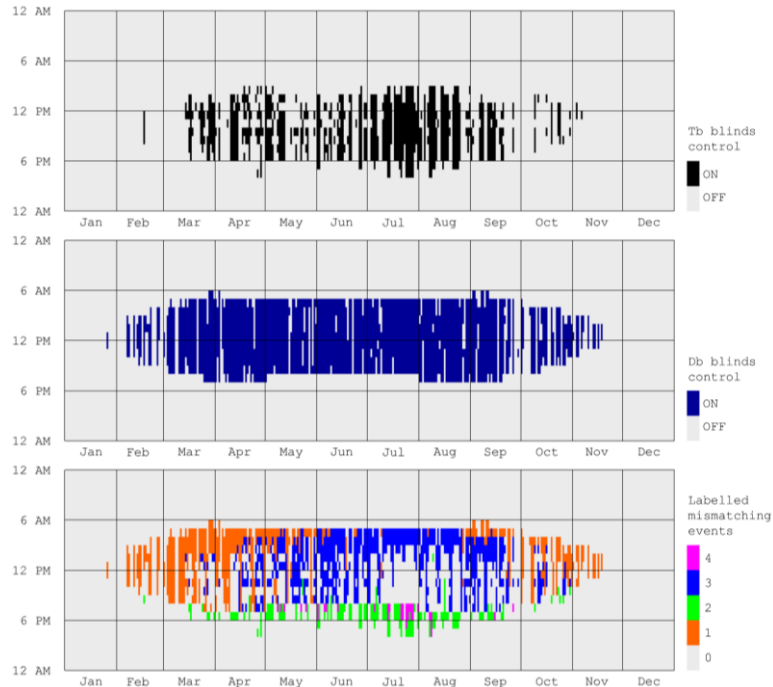 12 AM
6 AM
12 PM
6 PM
12 AM
Jan Feb Mar Apr May Jun Jul Aug Sep Oct Nov Dec
Tb blinds
control
ON
OFF
12 AM
6 AM
12 PM
6 PM
12 AM
Jan Feb Mar Apr May Jun Jul Aug Sep Oct Nov Dec
Db blinds
control
ON
OFF
12 AM
6 AM
12 PM
6 PM
12 AM
Jan Feb Mar Apr May Jun Jul Aug Sep Oct Nov Dec
Labelled
mismatching
events
4
3
2
1
0